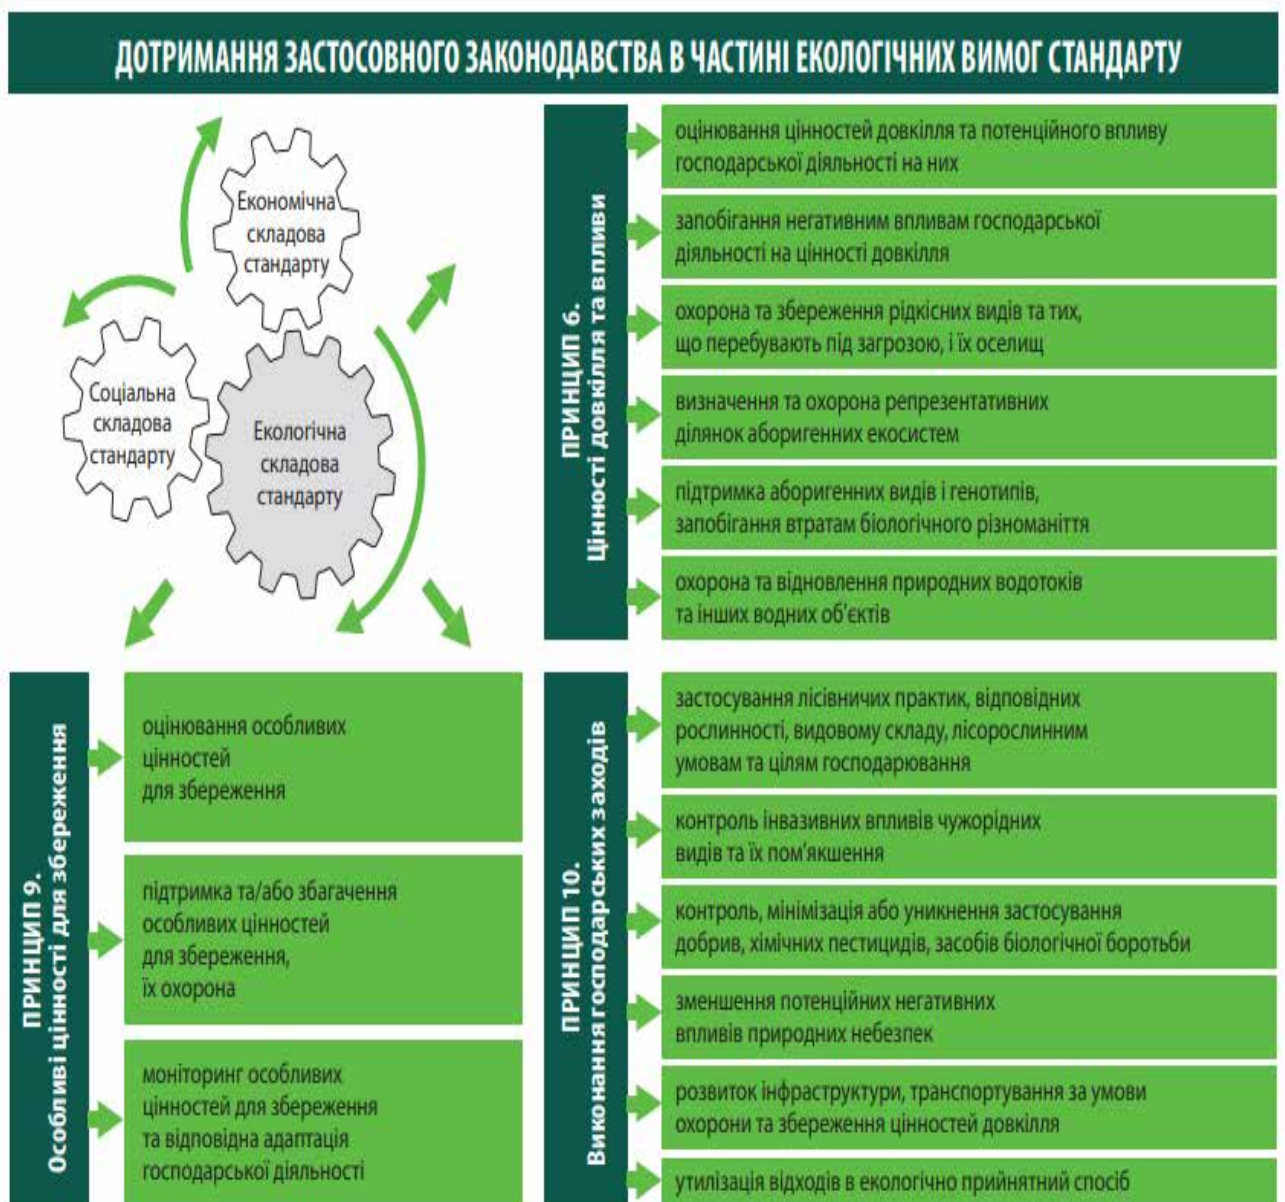 ДОТРИМАННЯ ЗАСТОСОВНОГО ЗАКОНОДАВСТВА В ЧАСТИНІ ЕКОЛОГІЧНИХ ВИМОГ СТАНДАРТУ
Економічна
складова
стандарту
Соціальна
складова
стандарту
Екологічна
складова
стандарту
ПРИНЦИП 6.
Цінності довкілля та впливи
оцінювання цінностей довкілля та потенційного впливу
господарської діяльності на них
запобігання негативним впливам господарської
діяльності на цінності довкілля
охорона та збереження рідкісних видів та тих,
що перебувають під загрозою, і їх оселищ
визначення та охорона репрезентативних
ділянок аборигенних екосистем
підтримка аборигенних видів і генотипів,
запобігання втратам біологічного різноманіття
охорона та відновлення природних водотоків
та інших водних об'єктів
ПРИНЦИП 9.
Особливі цінності для збереження
оцінювання особливих
цінностей
для збереження
підтримка та/або збагачення
особливих цінностей
для збереження,
їх охорона
моніторинг особливих
цінностей для збереження
та відповідна адаптація
господарської діяльності
ПРИНЦИП 10.
Виконання господарських заходів
застосування лісівничих практик, відповідних
рослинності, видовому складу, лісорослинним
умовам та цілям господарювання
контроль інвазивних впливів чужорідних
видів та їх пом'якшення
контроль, мінімізація або уникнення застосування
добрив, хімічних пестицидів, засобів біологічної боротьби
зменшення потенційних негативних
впливів природних небезпек
розвиток інфраструктури, транспортування за умови
охорони та збереження цінностей довкілля
утилізація відходів в екологічно прийнятний спосіб